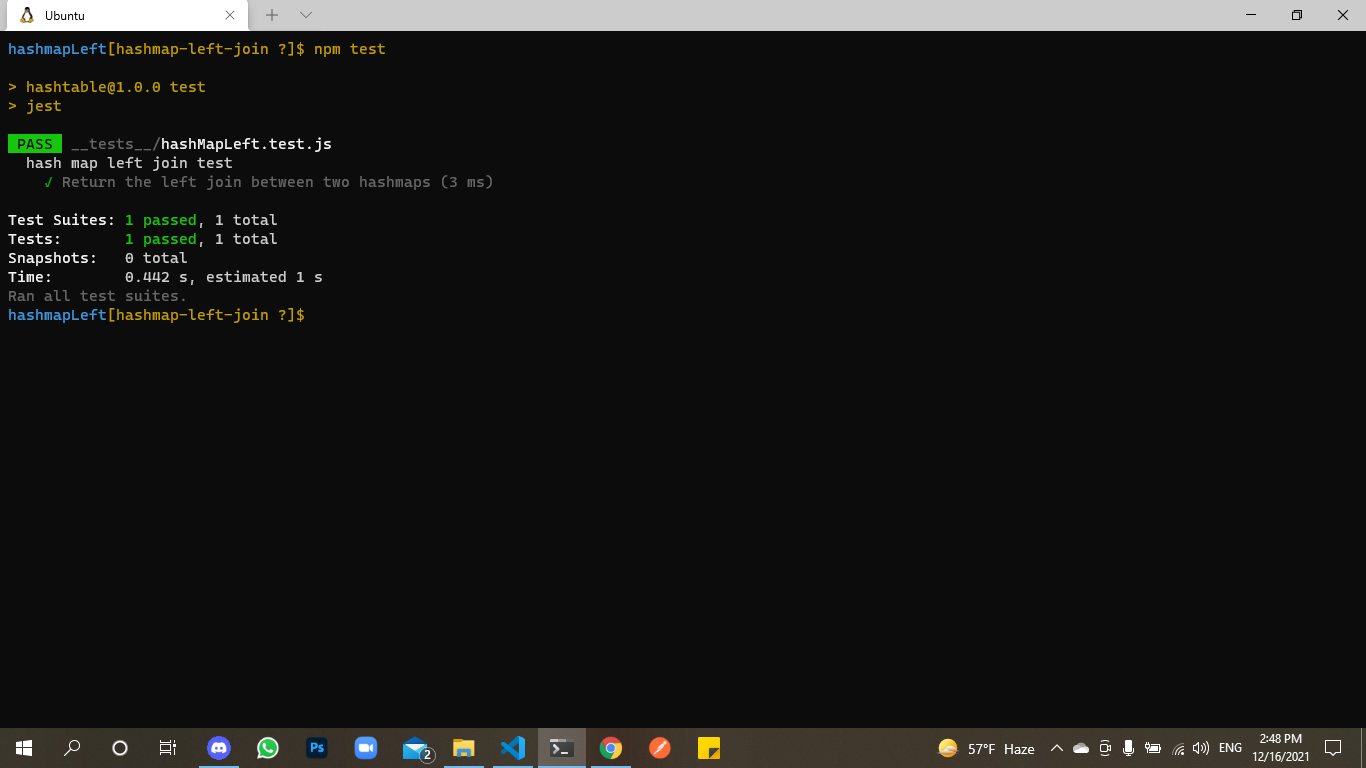 Ubuntu
hashmapLeft[hashmap-left-join ?]$ npm test
> hashtable@1.0.0 test
> jest
PASS __tests__/hashMapLeft.test.js
hash map left join test
✓ Return the left join between two hashmaps (3 ms)
Test Suites: 1 passed, 1 total
Tests: 1 passed, 1 total
Snapshots: 0 total
Time: 0.442 s, estimated 1 s
Ran all test suites.
hashmapLeft[hashmap-left-join ?]$
Ps
2
57°F Haze
ENG
2:48 PM
12/16/2021